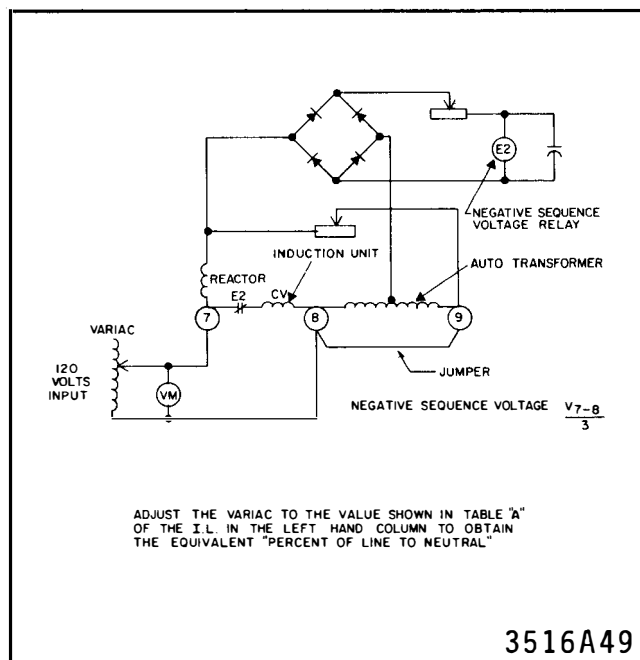 E2
NEGATIVE SEQUENCE
VOLTAGE RELAY
INDUCTION UNIT
AUTO TRANSFORMER
REACTOR
E2
CV
7
8
9
VARIAC
120
VOLTS
INPUT
VM
JUMPER
NEGATIVE SEQUENCE VOLTAGE V7-8
3
ADJUST THE VARIAC TO THE VALUE SHOWN IN TABLE "A"
OF THE I.L. IN THE LEFT HAND COLUMN TO OBTAIN
THE EQUIVALENT "PERCENT OF LINE TO NEUTRAL"
3516A49